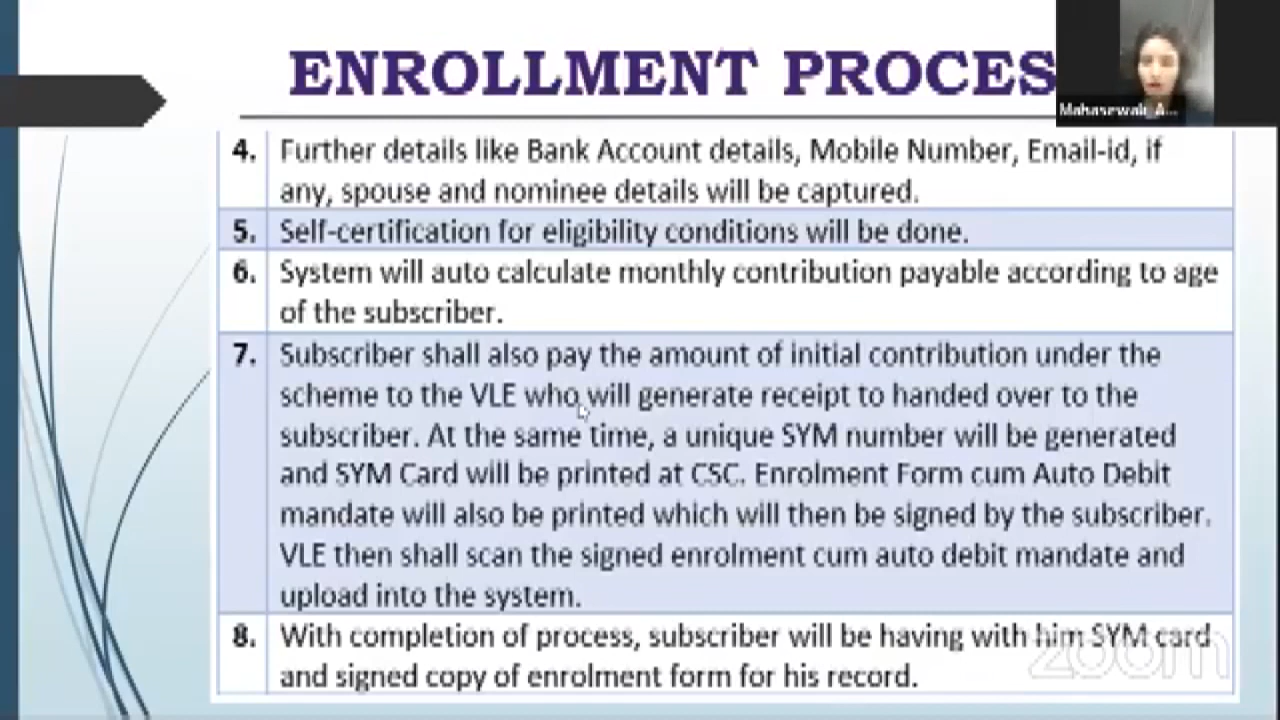 ENROLLMENT PROCES
Mahasewak_A...
4. Further details like Bank Account details, Mobile Number, Email-id, if
any, spouse and nominee details will be captured.
5. Self-certification for eligibility conditions will be done.
6. System will auto calculate monthly contribution payable according to age
of the subscriber.
7. Subscriber shall also pay the amount of initial contribution under the
scheme to the VLE who will generate receipt to handed over to the
subscriber. At the same time, a unique SYM number will be generated
and SYM Card will be printed at CSC. Enrolment Form cum Auto Debit
mandate will also be printed which will then be signed by the subscriber.
VLE then shall scan the signed enrolment cum auto debit mandate and
upload into the system.
8. With completion of process, subscriber will be having with him SYM card
and signed copy of enrolment form for his record.
zoom